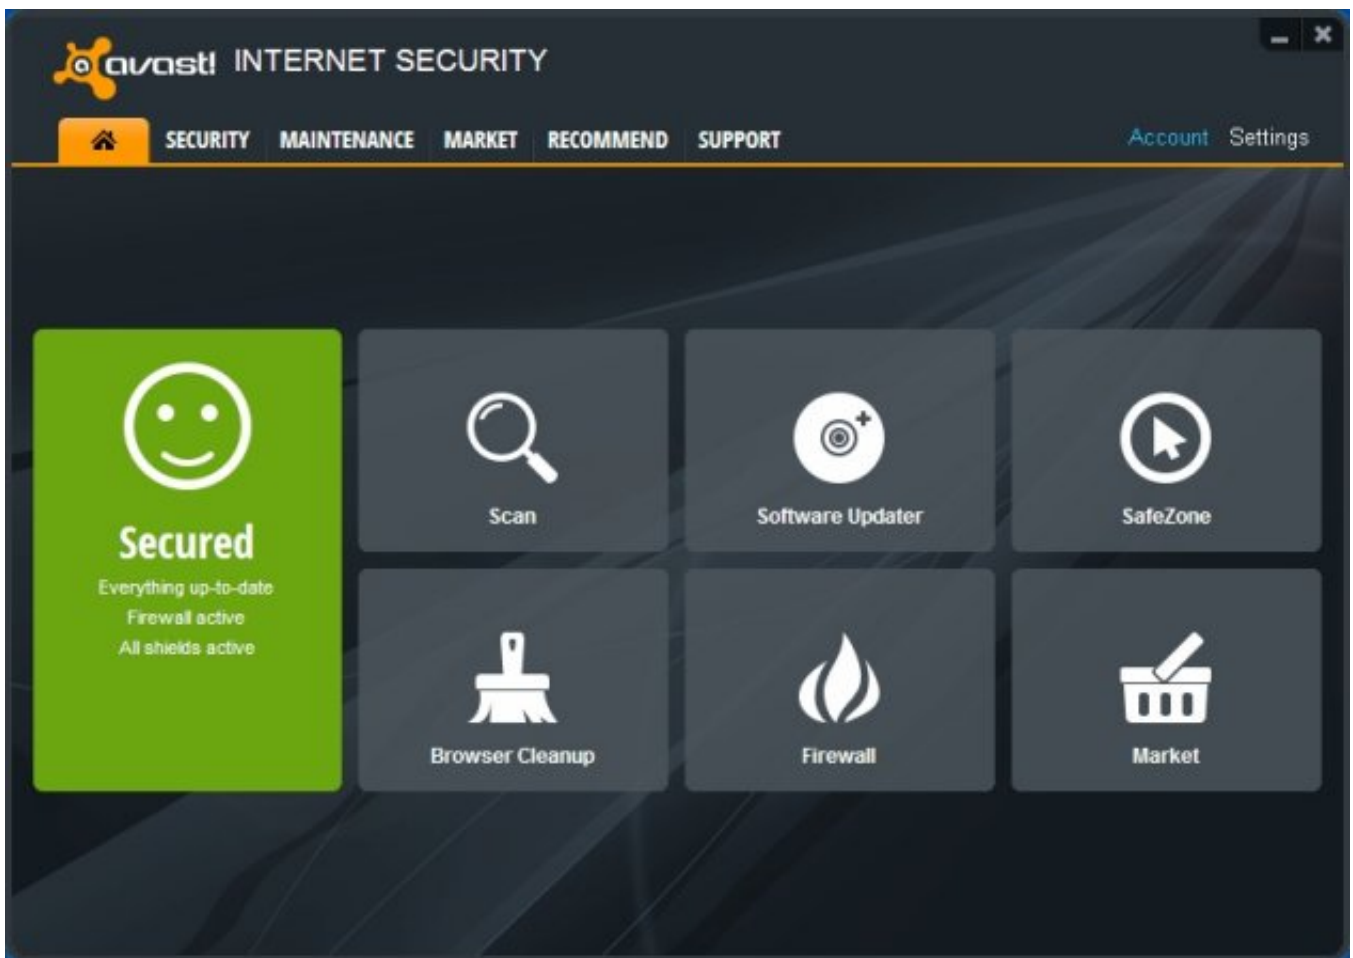 avast! INTERNET SECURITY
SECURITY MAINTENANCE MARKET RECOMMEND SUPPORT Account Settings
Secured
Everything up-to-date
Firewall active
All shields active
Scan
Software Updater
SafeZone
Browser Cleanup
Firewall
Market